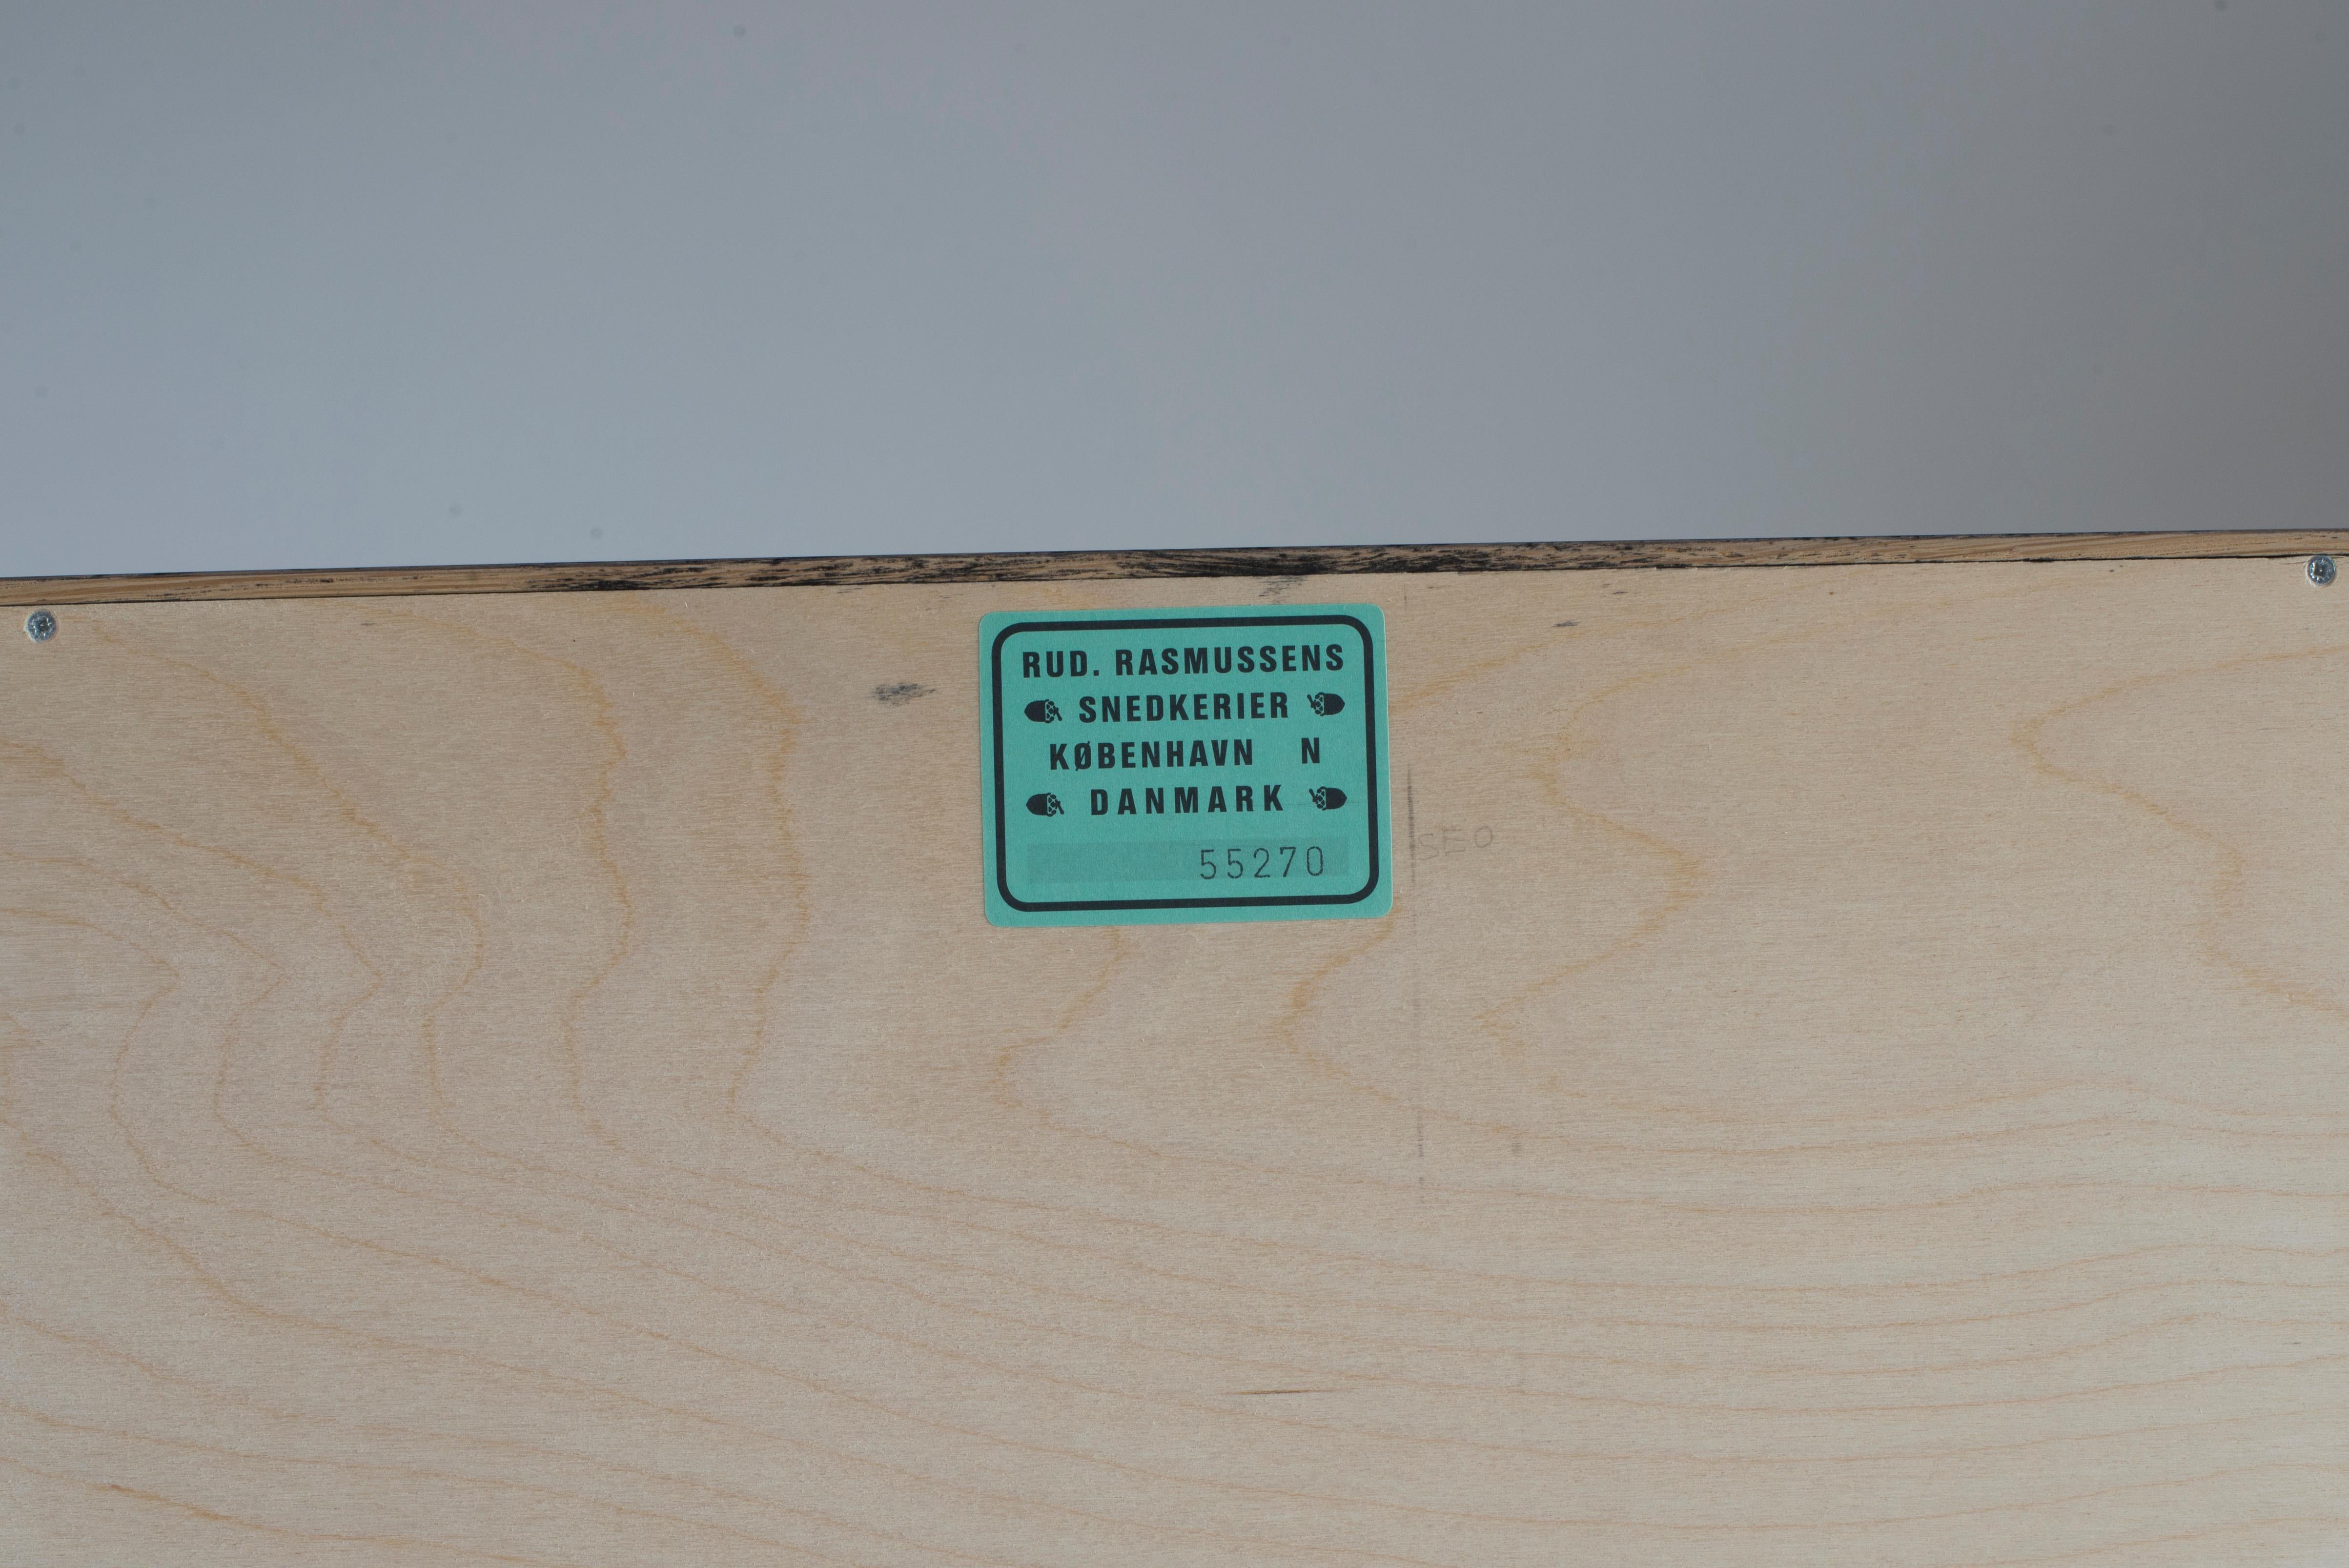 RUD. RASMUSSENS
SNEDKERIER
KØBENHAVN N
DANMARK
55270